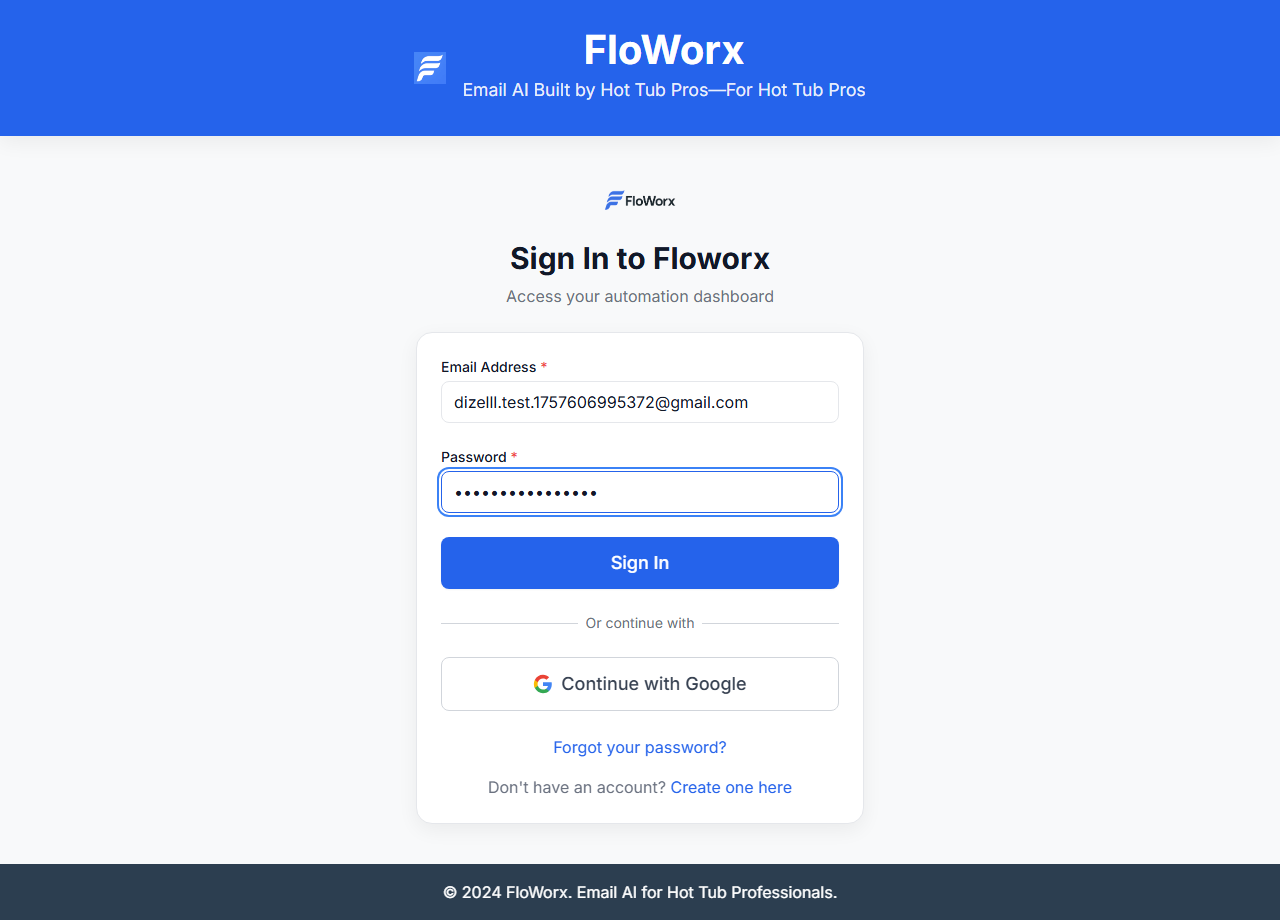 FloWorx
Email AI Built by Hot Tub Pros—For Hot Tub Pros
FloWorx
Sign In to Floworx
Access your automation dashboard
Email Address *
dizelll.test.1757606995372@gmail.com
Password *
••••••••••••••••
Sign In
Or continue with
Continue with Google
Forgot your password?
Don't have an account? Create one here
© 2024 FloWorx. Email AI for Hot Tub Professionals.